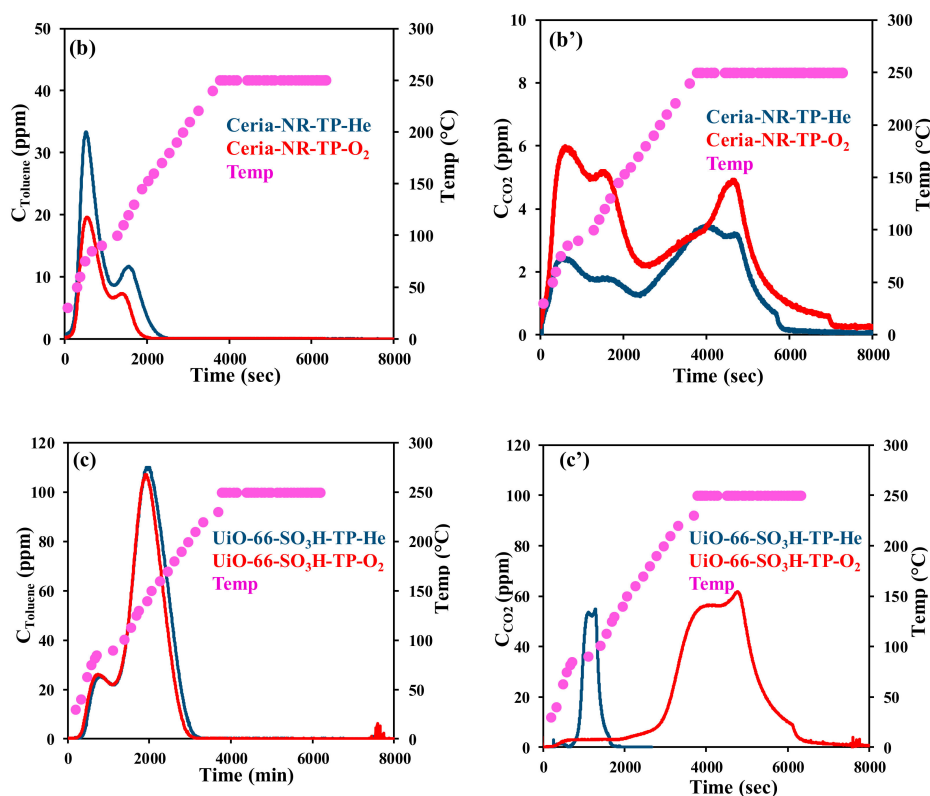 (b)
C_Toluene (ppm)
50
40
30
20
10
0
300
250
200
150
100
50
0
Temp (°C)
Ceria-NR-TP-He
Ceria-NR-TP-O₂
Temp
0 2000 4000 6000 8000
Time (sec)
(b’)
C_CO2 (ppm)
8
6
4
2
0
300
250
200
150
100
50
0
Temp (°C)
Ceria-NR-TP-He
Ceria-NR-TP-O₂
Temp
0 2000 4000 6000 8000
Time (sec)
(c)
C_Toluene (ppm)
120
100
80
60
40
20
0
300
250
200
150
100
50
0
Temp (°C)
UiO-66-SO₃H-TP-He
UiO-66-SO₃H-TP-O₂
Temp
0 2000 4000 6000 8000
Time (min)
(c’)
C_CO2 (ppm)
120
100
80
60
40
20
0
300
250
200
150
100
50
0
Temp (°C)
UiO-66-SO₃H-TP-He
UiO-66-SO₃H-TP-O₂
Temp
0 2000 4000 6000 8000
Time (sec)